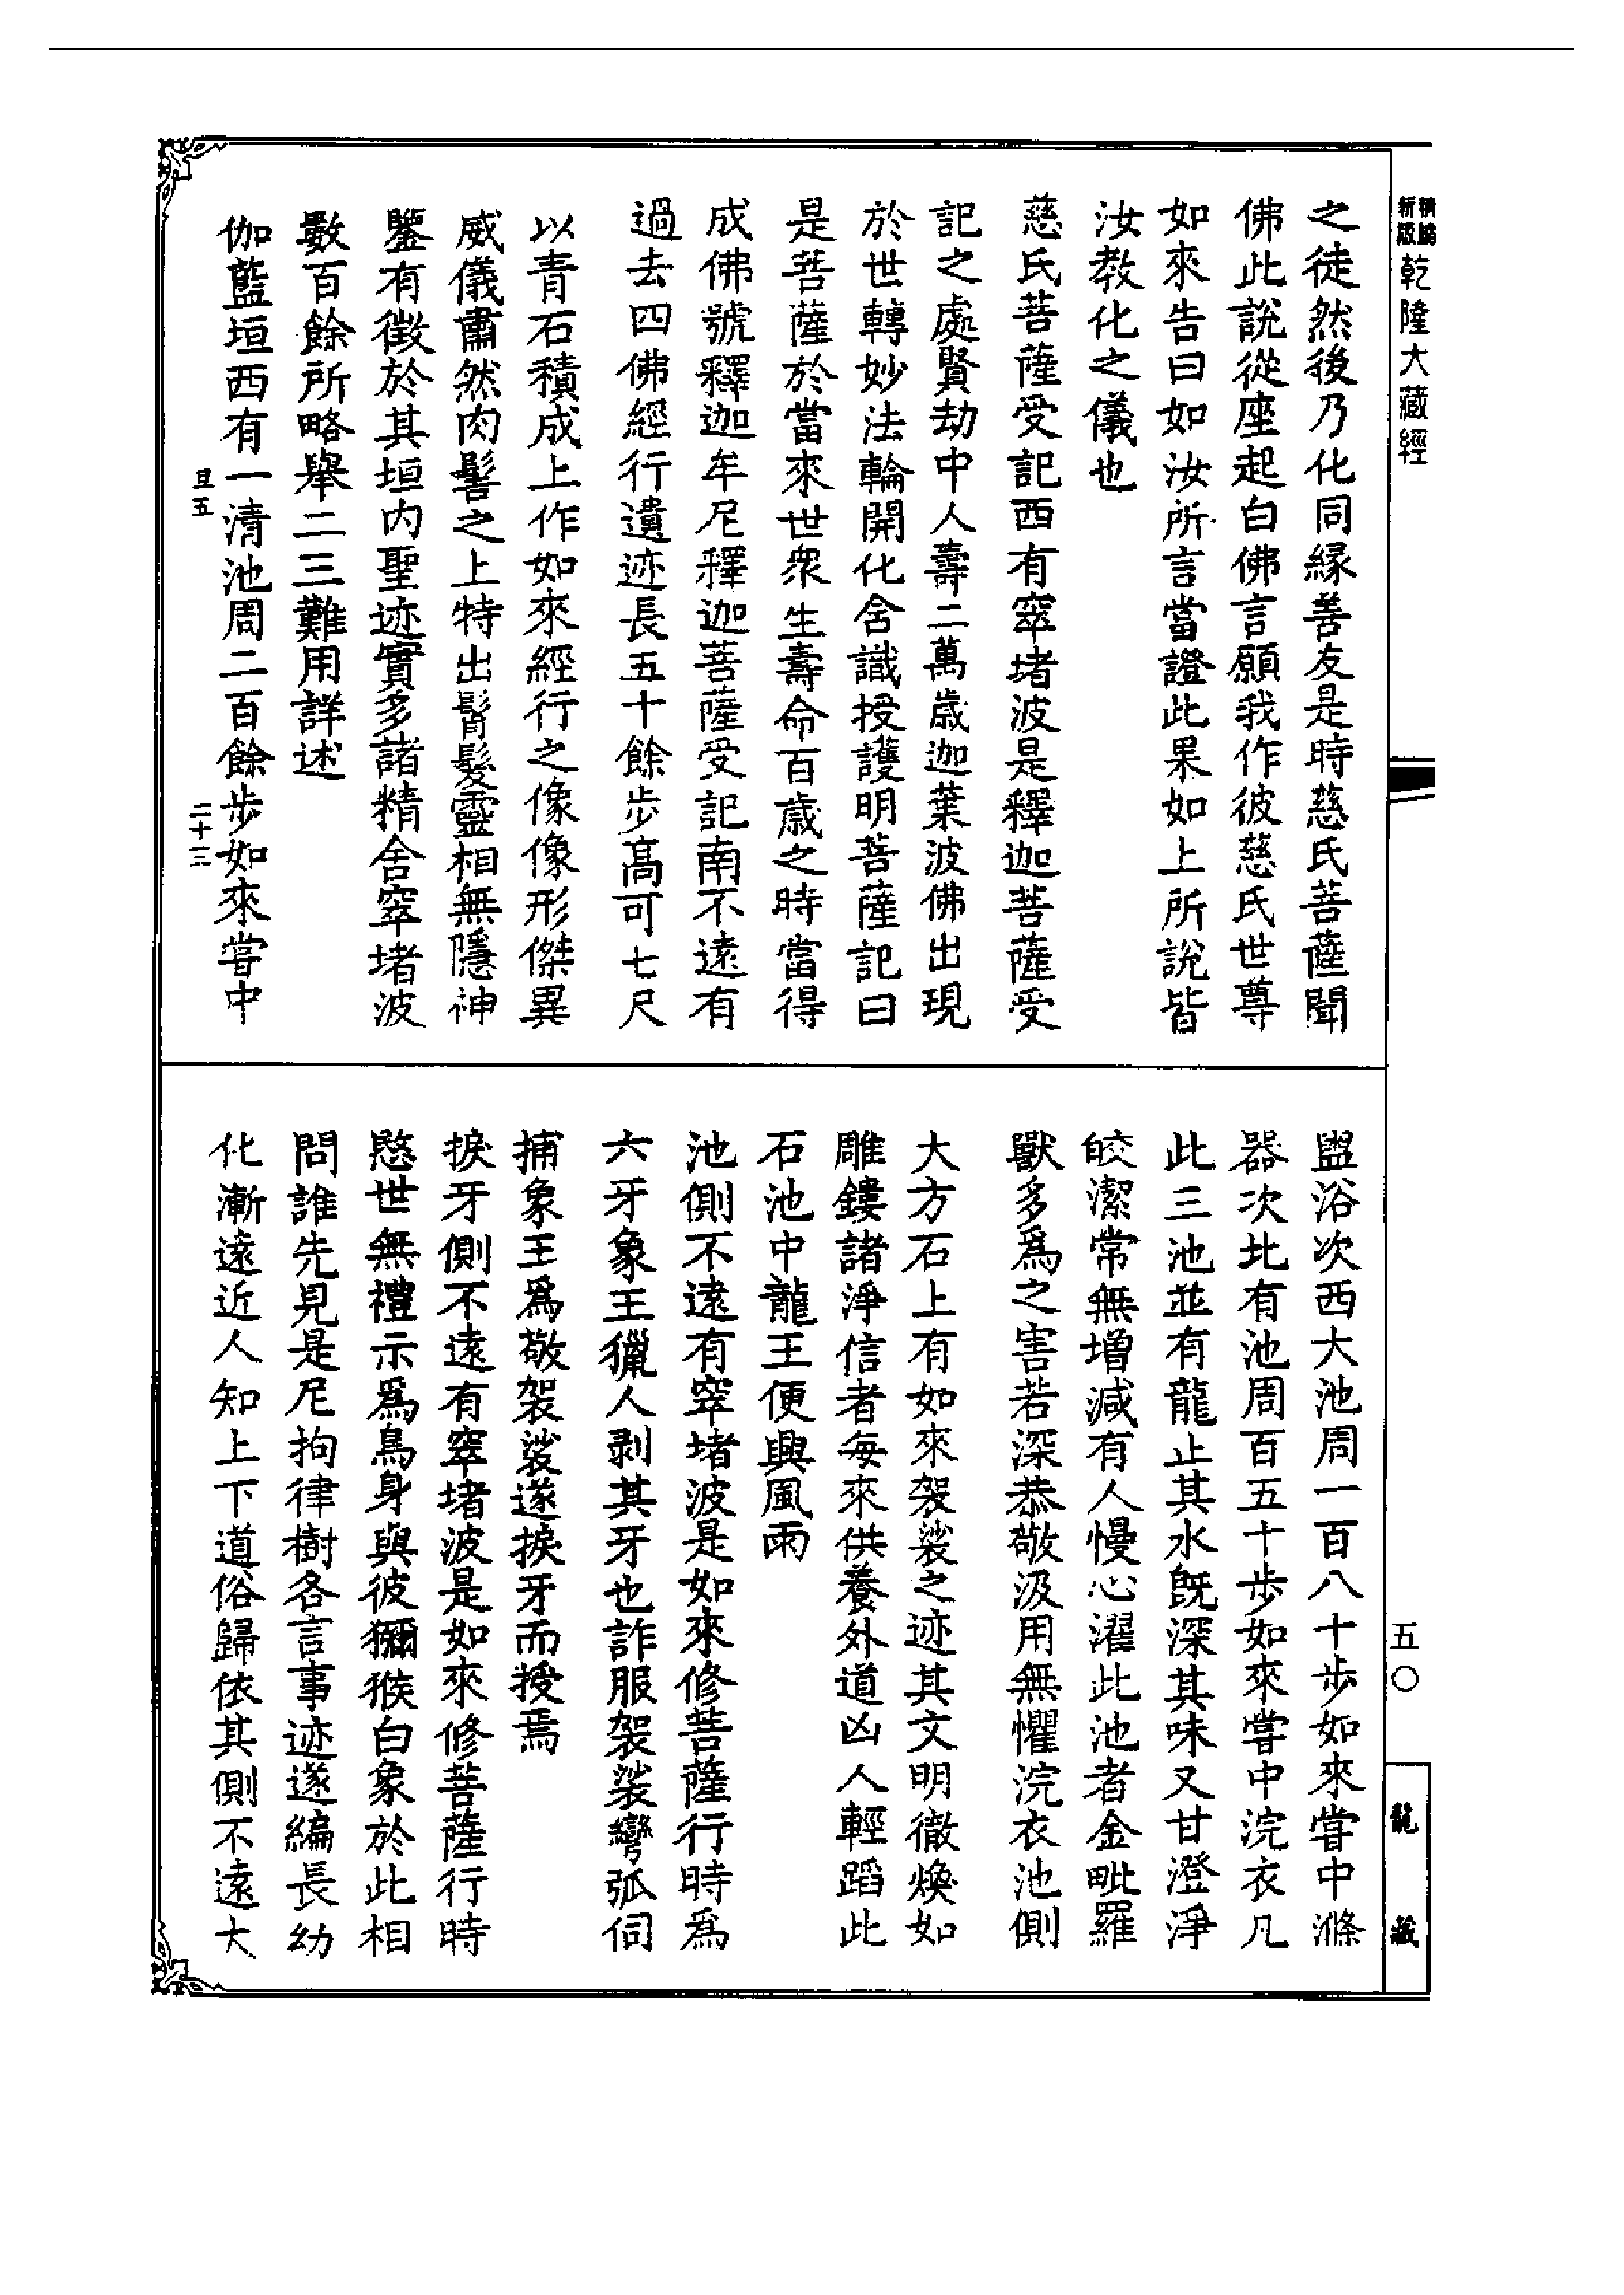 精鏽新版乾隆大藏經
之徒然後乃化同緣善友是時慈氏菩薩聞
佛此說從座起白佛言願我作彼慈氏世尊
如來告曰如汝所言當證此果如上所說皆
汝教化之儀也
慈氏菩薩受記西有窣堵波是釋迦菩薩受
記之處賢劫中人壽二萬歲迦葉波佛出現
於世轉妙法輪開化含識授護明菩薩記曰
是菩薩於當來世眾生壽命百歲之時當得
成佛號釋迦牟尼釋迦菩薩受記南不遠有
過去四佛經行遺迹長五十餘步高可七尺
以青石積成上作如來經行之像像形傑異
威儀肅然肉髻之上特出髾髮靈相無隱神
鑒有徵於其垣內聖迹實多諸精舍窣堵波
數百餘所略舉二三難用詳述
伽藍垣西有一清池周二百餘步如來嘗中
旦五 二十三
盥浴次西大池周一百八十步如來嘗中滌
器次北有池周百五十步如來嘗中浣衣凡
此三池並有龍止其水既深其味又甘澄淨
皎潔常無增減有人慢心濯此池者金毗羅
獸多為之害若深恭敬汲用無懼浣衣池側
大方石上有如來袈裟之迹其文明徹煥如
雕鏤諸淨信者每來供養外道凶人輕蹈此
石池中龍王便興風雨
池側不遠有窣堵波是如來修菩薩行時為
六牙象王獵人剝其牙也詐服袈裟彎弧伺
捕象王為敬袈裟遂捩牙而授焉
捩牙側不遠有窣堵波是如來修菩薩行時
愍世無禮示為鳥身與彼獼猴白象於此相
問誰先見是尼拘律樹各言事迹遂編長幼
化漸遠近人知上下道俗歸依其側不遠大
五〇
龍藏